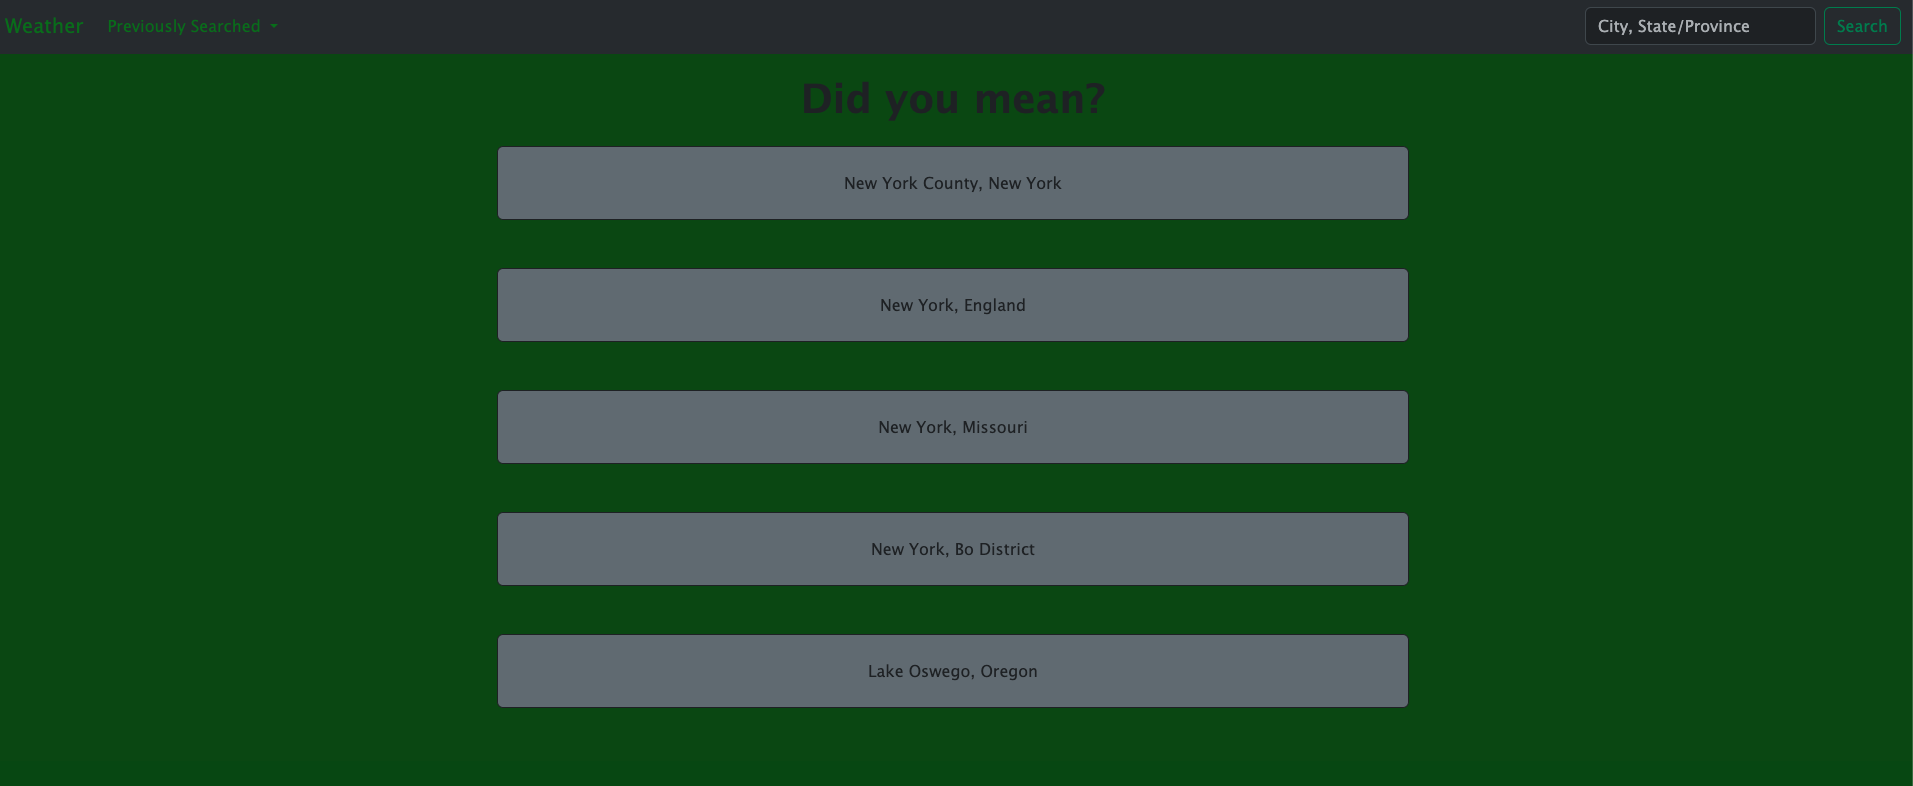 Weather Previously Searched City, State/Province Search
Did you mean?
New York County, New York
New York, England
New York, Missouri
New York, Bo District
Lake Oswego, Oregon